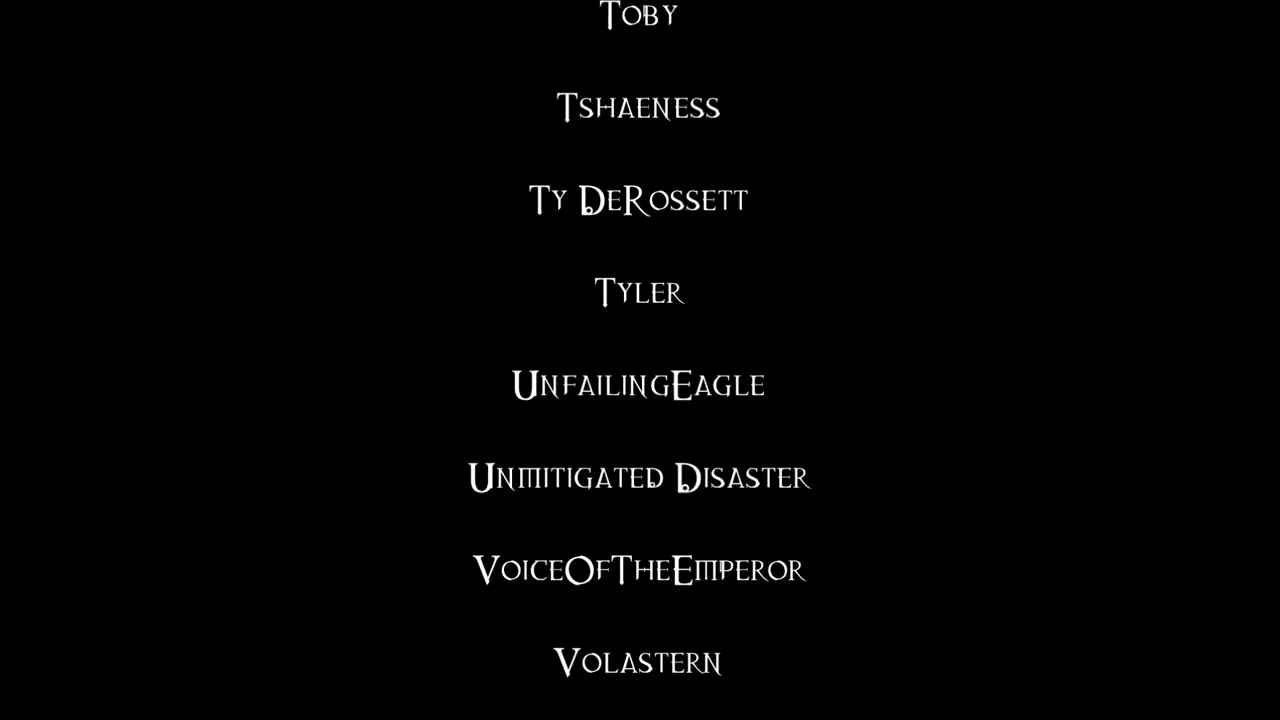 Toby
Tshaeness
Ty DeRossett
Tyler
UnfailingEagle
Unmitigated Disaster
VoiceOfTheEmperor
Volastern